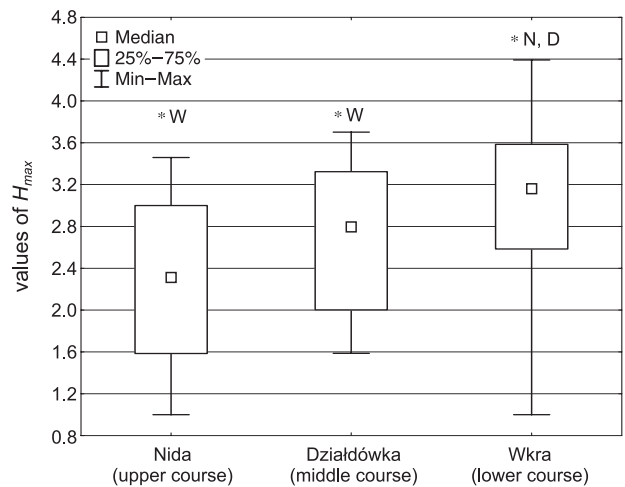 4.8
4.4
4.0
3.6
3.2
2.8
2.4
2.0
1.6
1.2
0.8
values of Hmax
Median
25%–75%
Min–Max
* W
* W
* N, D
Nida
(upper course)
Działdówka
(middle course)
Wkra
(lower course)